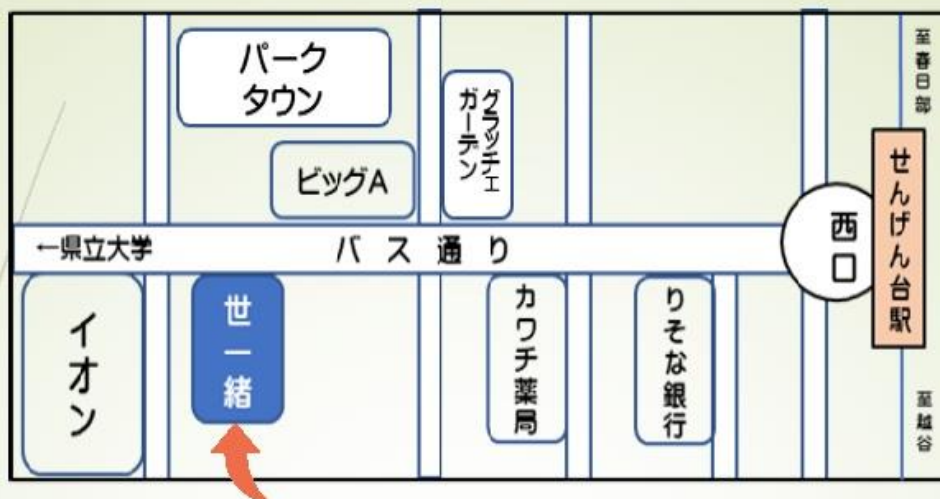 パーク
タウン
ビッグA
グラッチェ
ガーデン
至春日部
せんげん台駅
西口
←県立大学
バス通り
イオン
世一緒
カワチ薬局
りそな銀行
至越谷